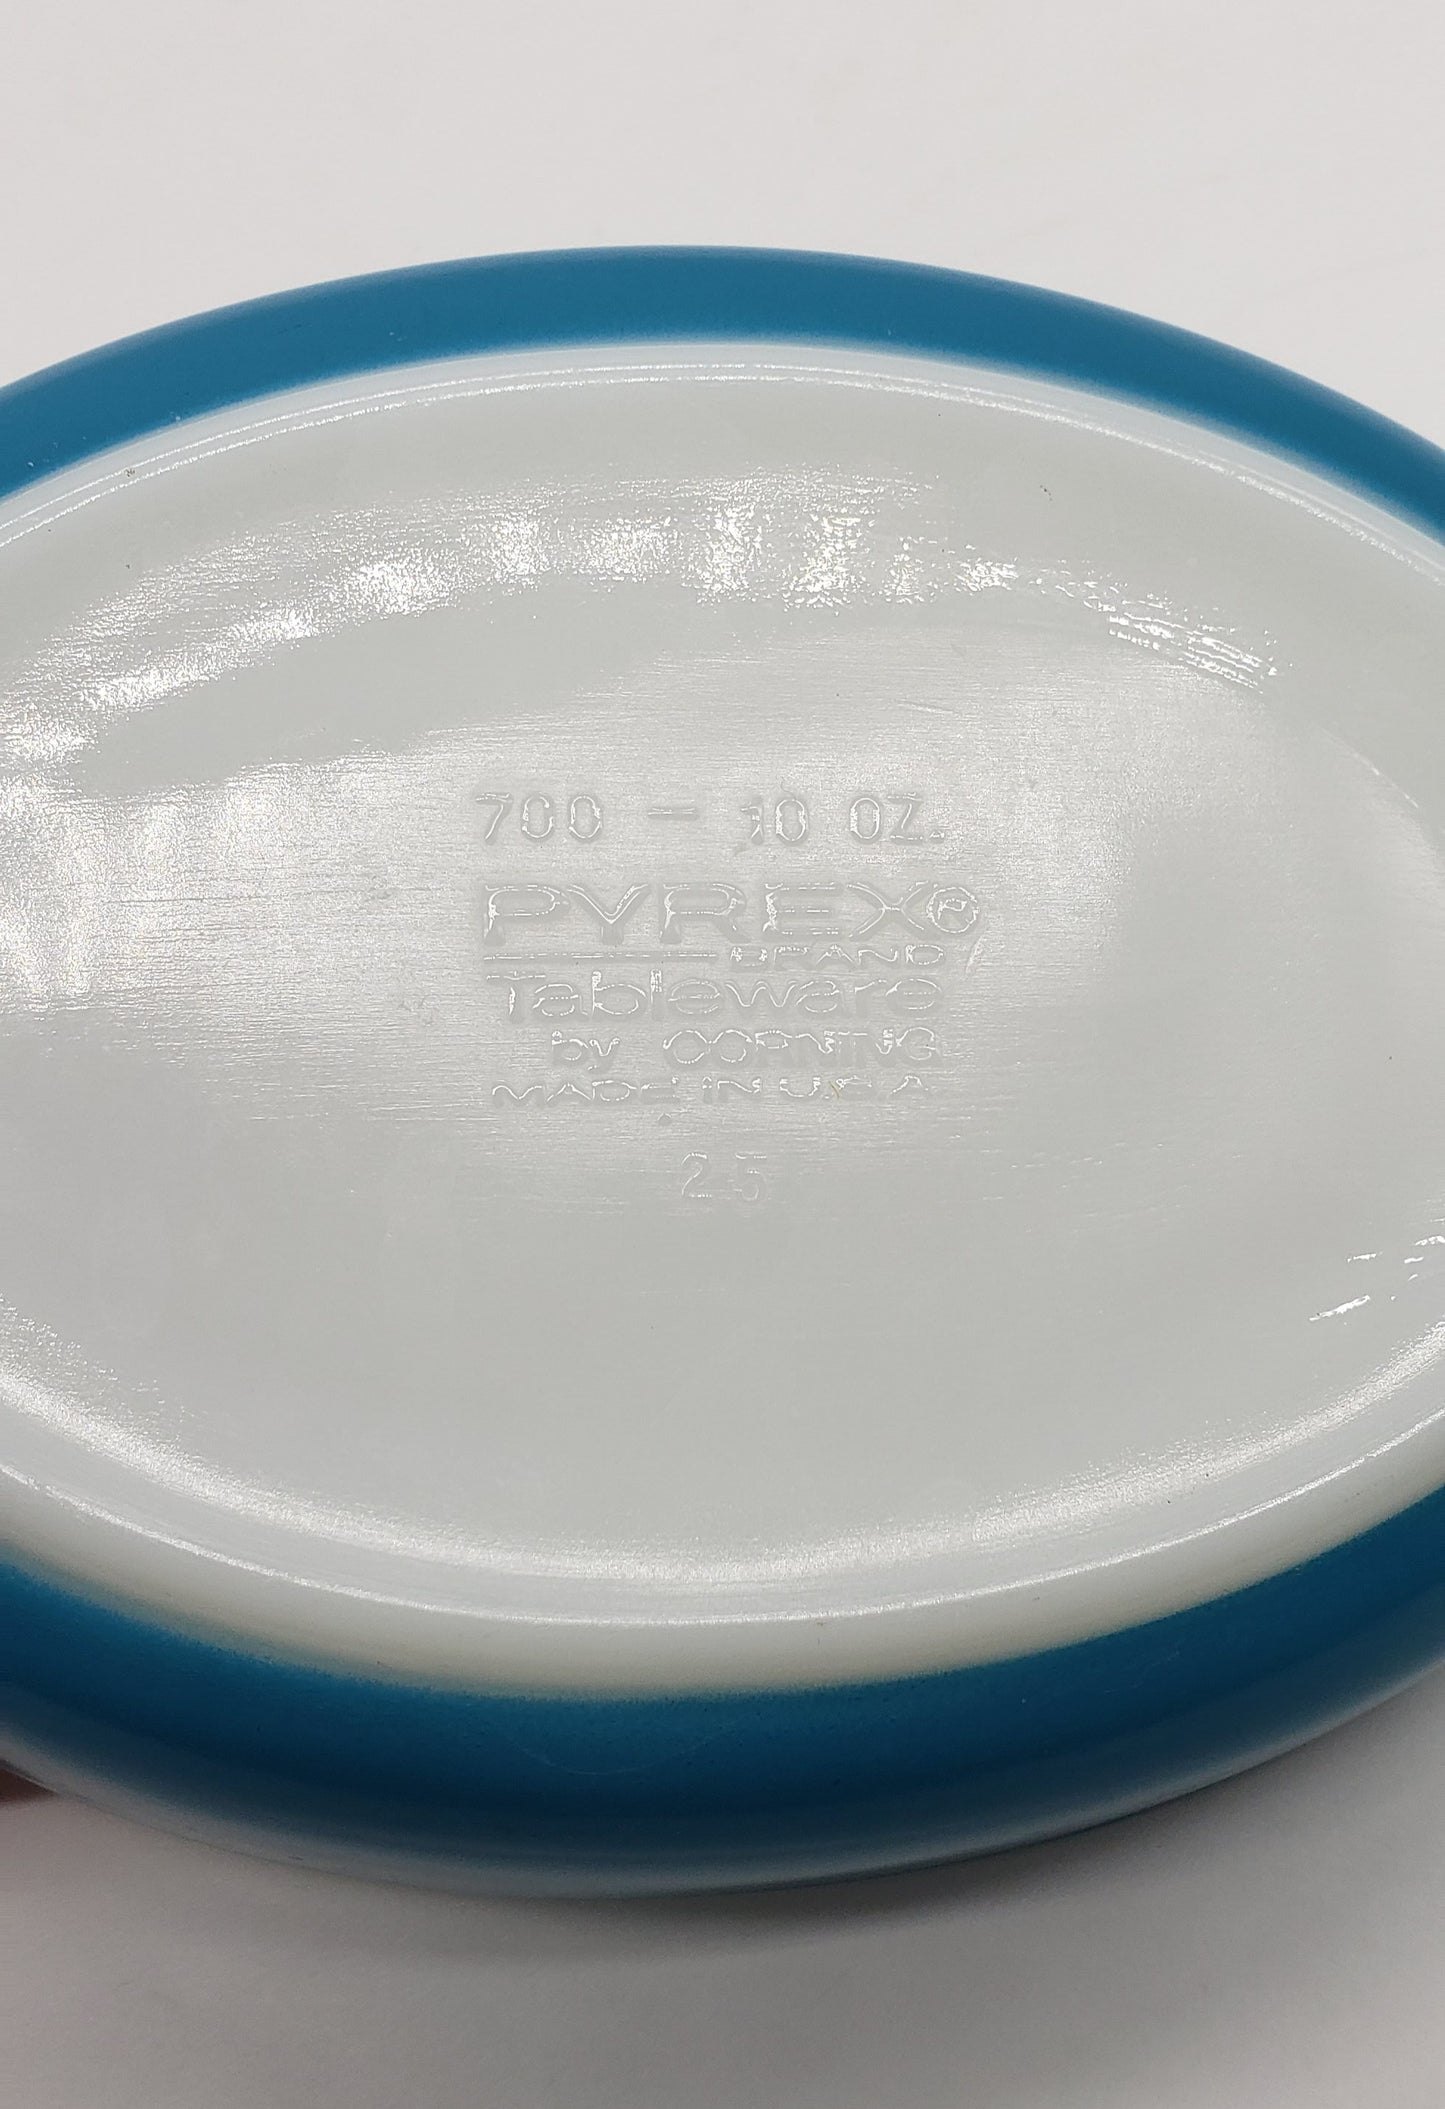 700 - 10 OZ.
PYREX®
BRAND
Tableware
by CORNING
MADE IN U.S.A.
25